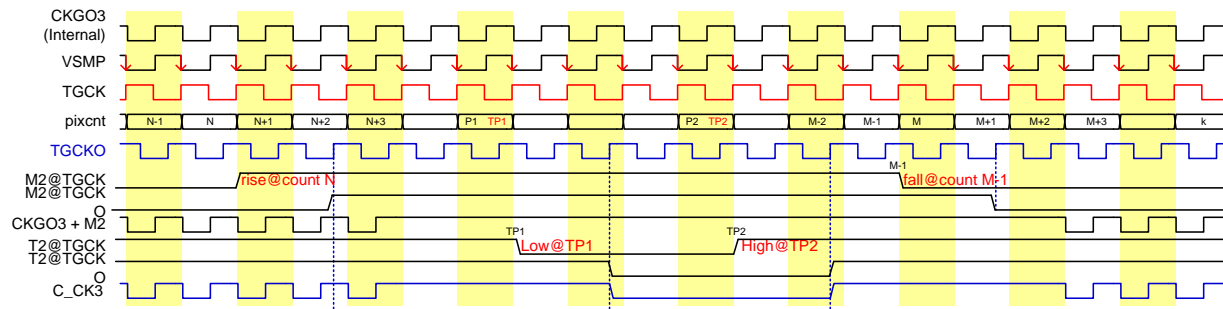 CKGO3
(Internal)
VSMP
TGCK
pixcnt N-1 N N+1 N+2 N+3 P1 TP1 P2 TP2 M-2 M-1 M M+1 M+2 M+3 k
TGCKO
M-1
M2@TGCK rise@count N fall@count M-1
M2@TGCK
O
CKGO3 + M2
TP1 TP2
T2@TGCK Low@TP1 High@TP2
T2@TGCK
O
C_CK3